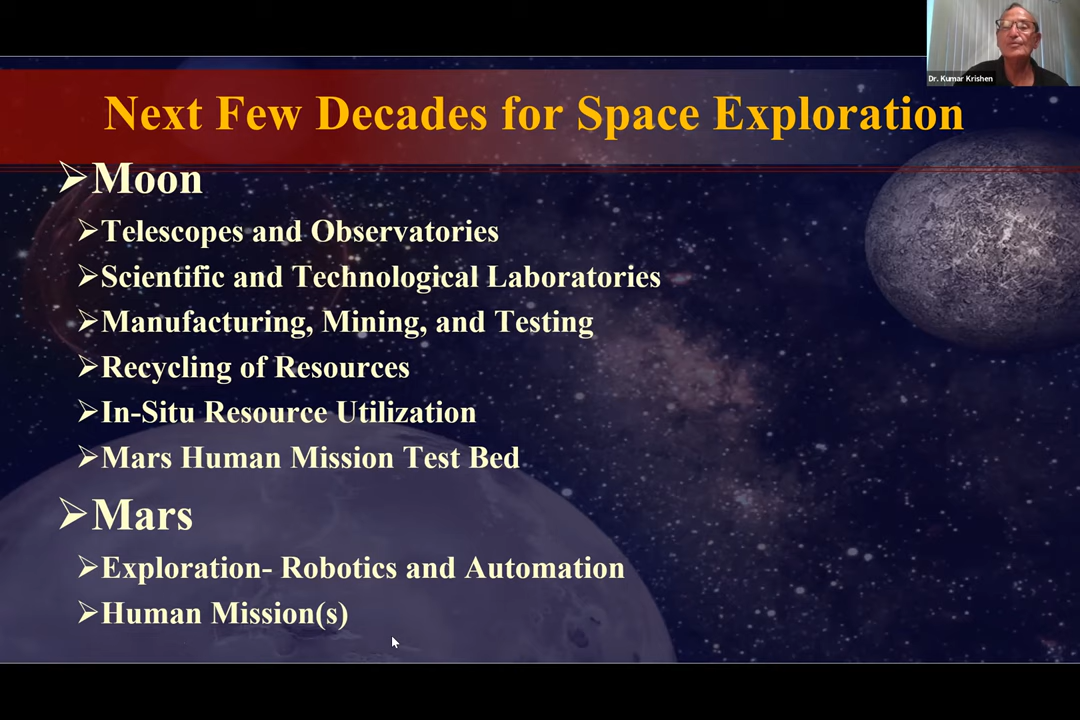 Dr. Kumar Krishen
Next Few Decades for Space Exploration
➢Moon
➢Telescopes and Observatories
➢Scientific and Technological Laboratories
➢Manufacturing, Mining, and Testing
➢Recycling of Resources
➢In-Situ Resource Utilization
➢Mars Human Mission Test Bed
➢Mars
➢Exploration- Robotics and Automation
➢Human Mission(s)